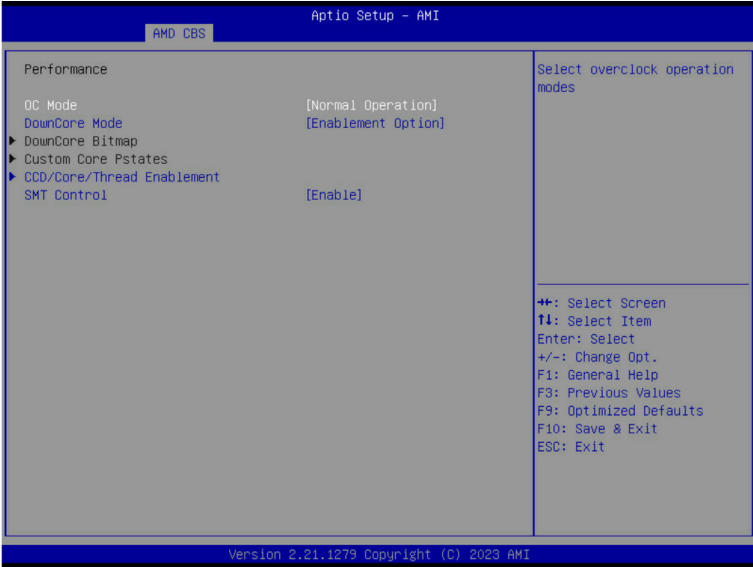 Aptio Setup – AMI
AMD CBS
Performance
OC Mode [Normal Operation]
DownCore Mode [Enablement Option]
▶ DownCore Bitmap
▶ Custom Core Pstates
▶ CCD/Core/Thread Enablement
SMT Control [Enable]
Select overclock operation
modes
→←: Select Screen
↑↓: Select Item
Enter: Select
+/-: Change Opt.
F1: General Help
F3: Previous Values
F9: Optimized Defaults
F10: Save & Exit
ESC: Exit
Version 2.21.1279 Copyright (C) 2023 AMI